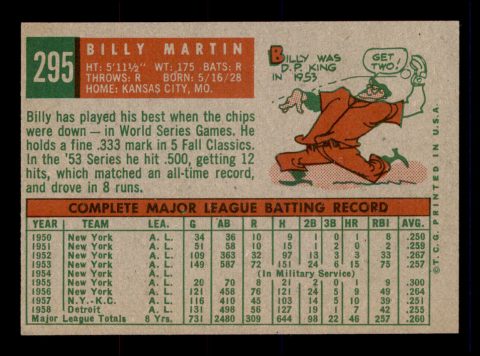 295
BILLY MARTIN
HT: 5'11½" WT: 175 BATS: R
THROWS: R BORN: 5/16/28
HOME: KANSAS CITY, MO.
BILLY WAS
D.P. KING
IN 1953
GET
TWO!
Billy has played his best when the chips
were down — in World Series Games. He
holds a fine .333 mark in 5 Fall Classics.
In the '53 Series he hit .500, getting 12
hits, which matched an all-time record,
and drove in 8 runs.
COMPLETE MAJOR LEAGUE BATTING RECORD
YEAR TEAM LEA. G AB R H 2B 3B HR RBI AVG.
1950 New York A. L. 34 36 10 9 1 0 1 8 .250
1951 New York A. L. 51 58 10 15 1 2 0 2 .259
1952 New York A. L. 109 363 32 97 13 3 3 33 .267
1953 New York A. L. 149 587 72 151 24 6 15 75 .257
(In Military Service)
1955 New York A. L. 20 70 8 21 2 0 1 9 .300
1956 New York A. L. 121 458 76 121 24 5 9 49 .264
1957 N.Y.-K.C. A. L. 116 410 45 103 14 5 10 39 .251
1958 Detroit A. L. 131 498 56 127 19 1 7 42 .255
Major League Totals 8 Yrs. 731 2480 309 644 98 22 46 257 .260
© T.C.G. PRINTED IN U.S.A.